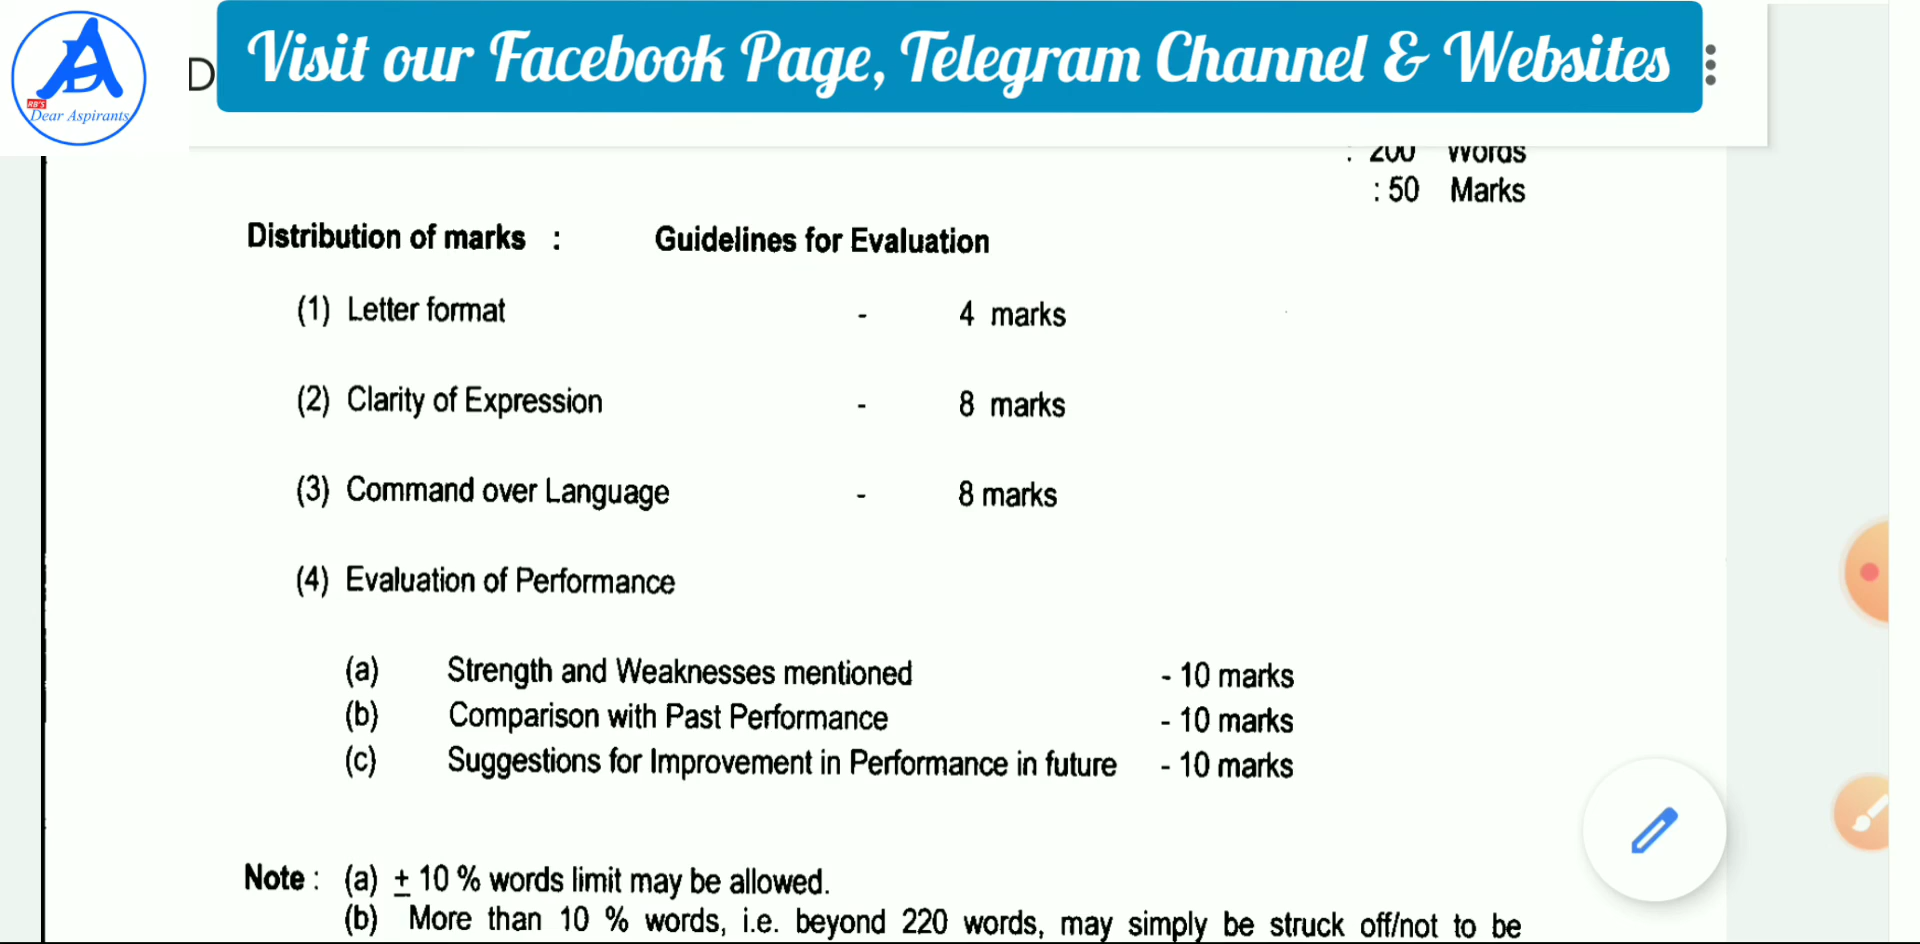 Visit our Facebook Page, Telegram Channel & Websites
D
RB'S
Dear Aspirants
: 200 Words
: 50 Marks
Distribution of marks : Guidelines for Evaluation
(1) Letter format - 4 marks
(2) Clarity of Expression - 8 marks
(3) Command over Language - 8 marks
(4) Evaluation of Performance
(a) Strength and Weaknesses mentioned - 10 marks
(b) Comparison with Past Performance - 10 marks
(c) Suggestions for Improvement in Performance in future - 10 marks
Note : (a) ± 10 % words limit may be allowed.
(b) More than 10 % words, i.e. beyond 220 words, may simply be struck off/not to be